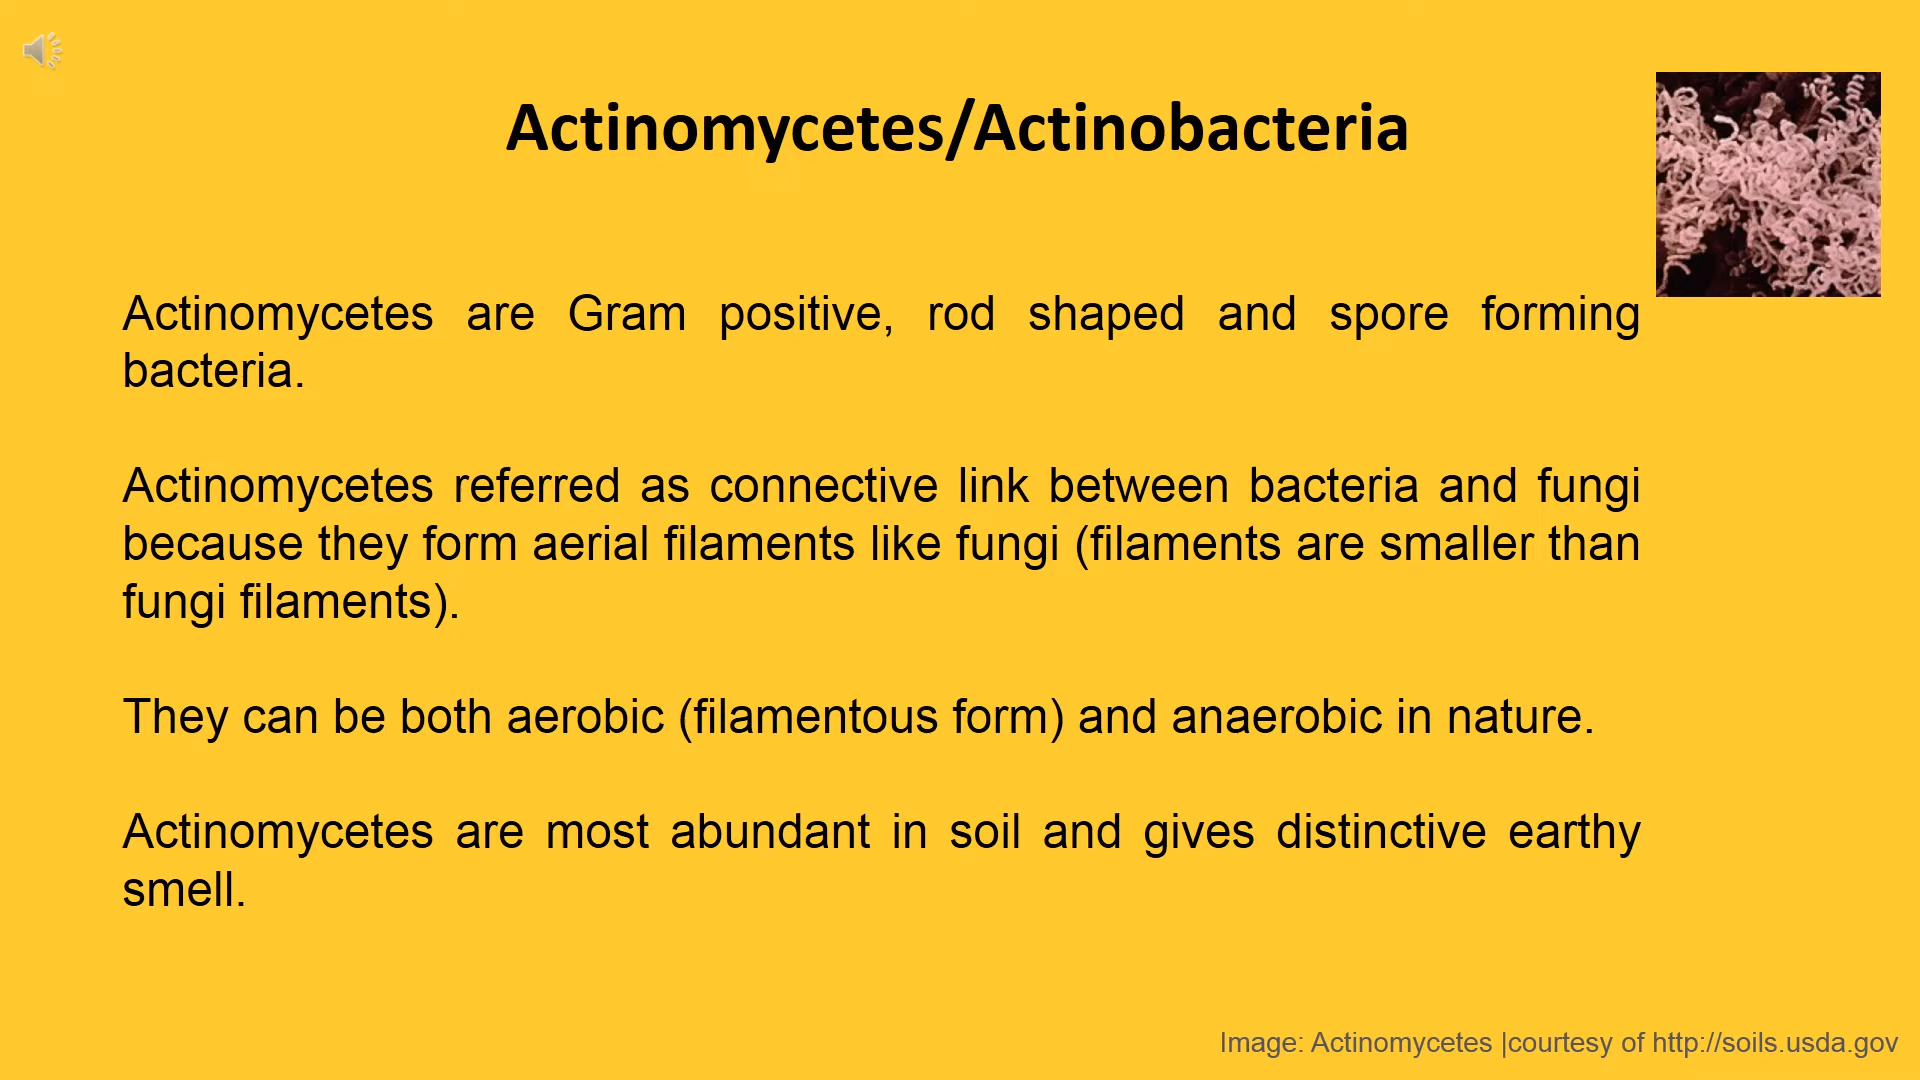 Actinomycetes/Actinobacteria
Actinomycetes are Gram positive, rod shaped and spore forming
bacteria.
Actinomycetes referred as connective link between bacteria and fungi
because they form aerial filaments like fungi (filaments are smaller than
fungi filaments).
They can be both aerobic (filamentous form) and anaerobic in nature.
Actinomycetes are most abundant in soil and gives distinctive earthy
smell.
Image: Actinomycetes |courtesy of http://soils.usda.gov